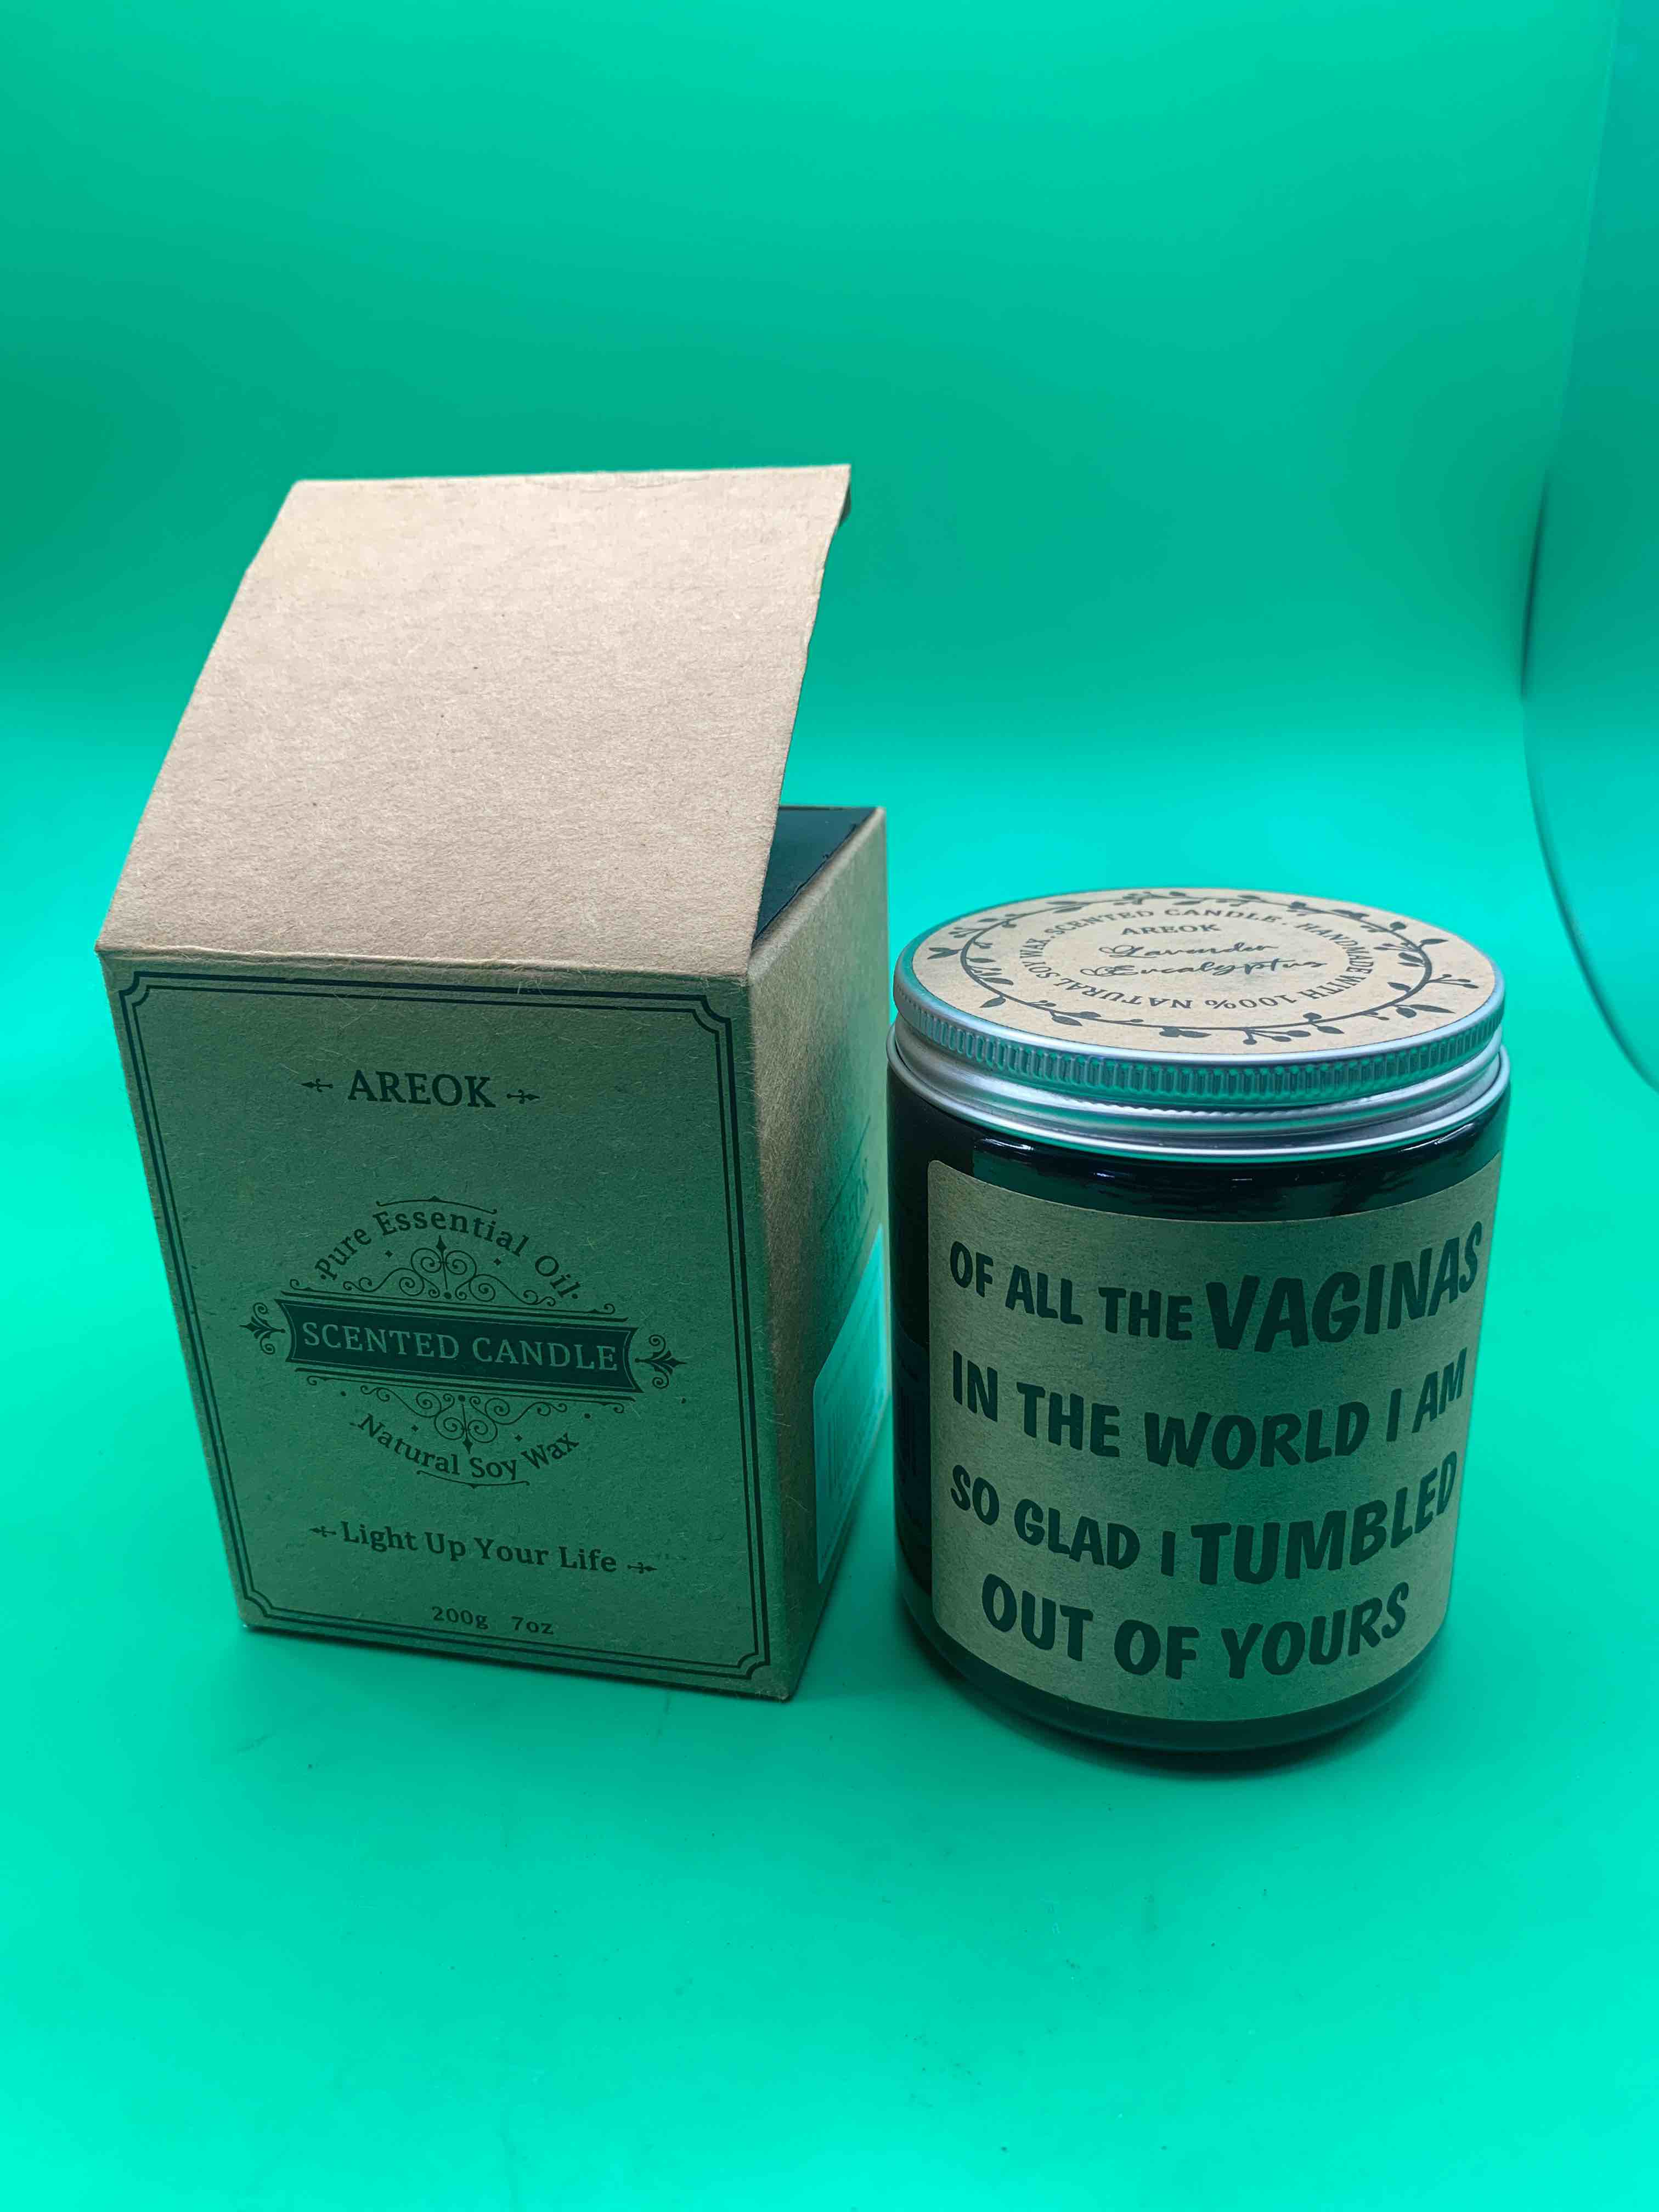 AREOK
Pure Essential Oil
SCENTED CANDLE
Natural Soy Wax
Light Up Your Life
200g 7oz
SCENTED CANDLE . HANDMADE WITH 100% NATURAL SOY WAX .
AREOK
Lavander
Eucalyptus
OF ALL THE VAGINAS
IN THE WORLD I AM
SO GLAD I TUMBLED
OUT OF YOURS